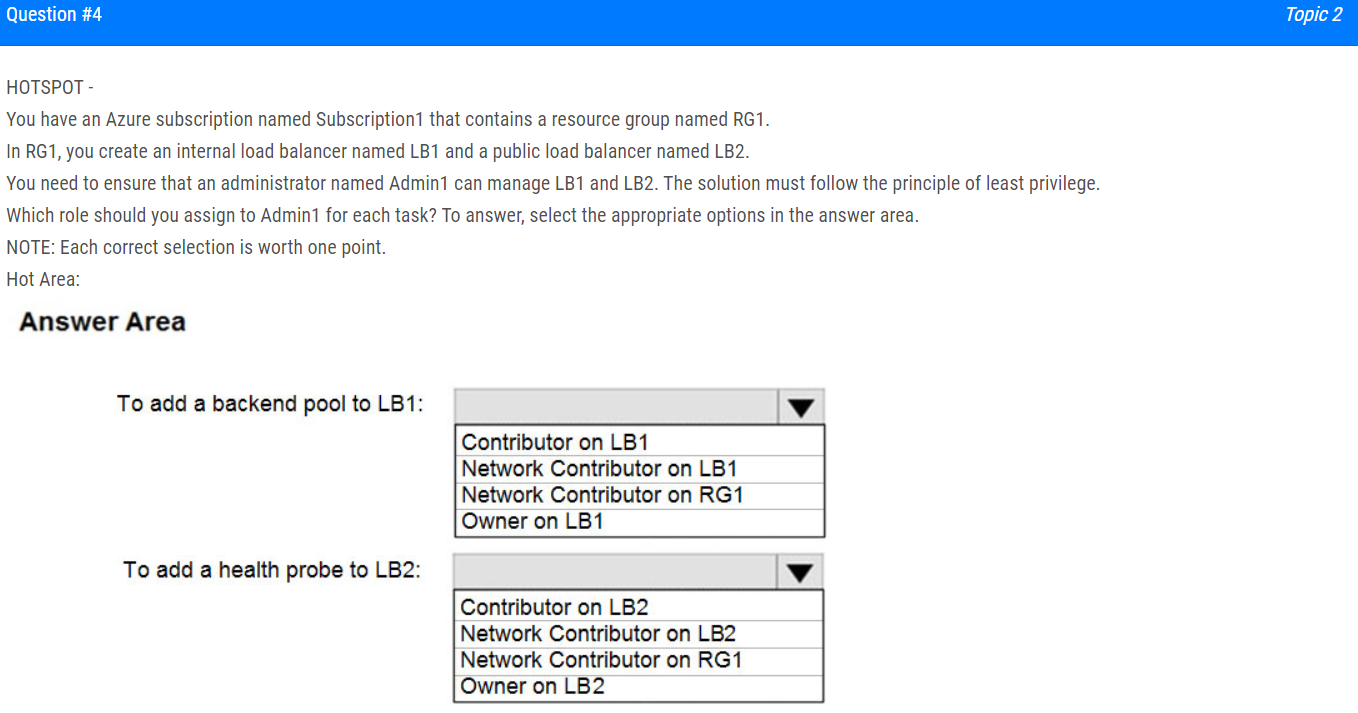 Question #4
Topic 2
HOTSPOT -
You have an Azure subscription named Subscription1 that contains a resource group named RG1.
In RG1, you create an internal load balancer named LB1 and a public load balancer named LB2.
You need to ensure that an administrator named Admin1 can manage LB1 and LB2. The solution must follow the principle of least privilege.
Which role should you assign to Admin1 for each task? To answer, select the appropriate options in the answer area.
NOTE: Each correct selection is worth one point.
Hot Area:
Answer Area
To add a backend pool to LB1:
Contributor on LB1
Network Contributor on LB1
Network Contributor on RG1
Owner on LB1
To add a health probe to LB2:
Contributor on LB2
Network Contributor on LB2
Network Contributor on RG1
Owner on LB2